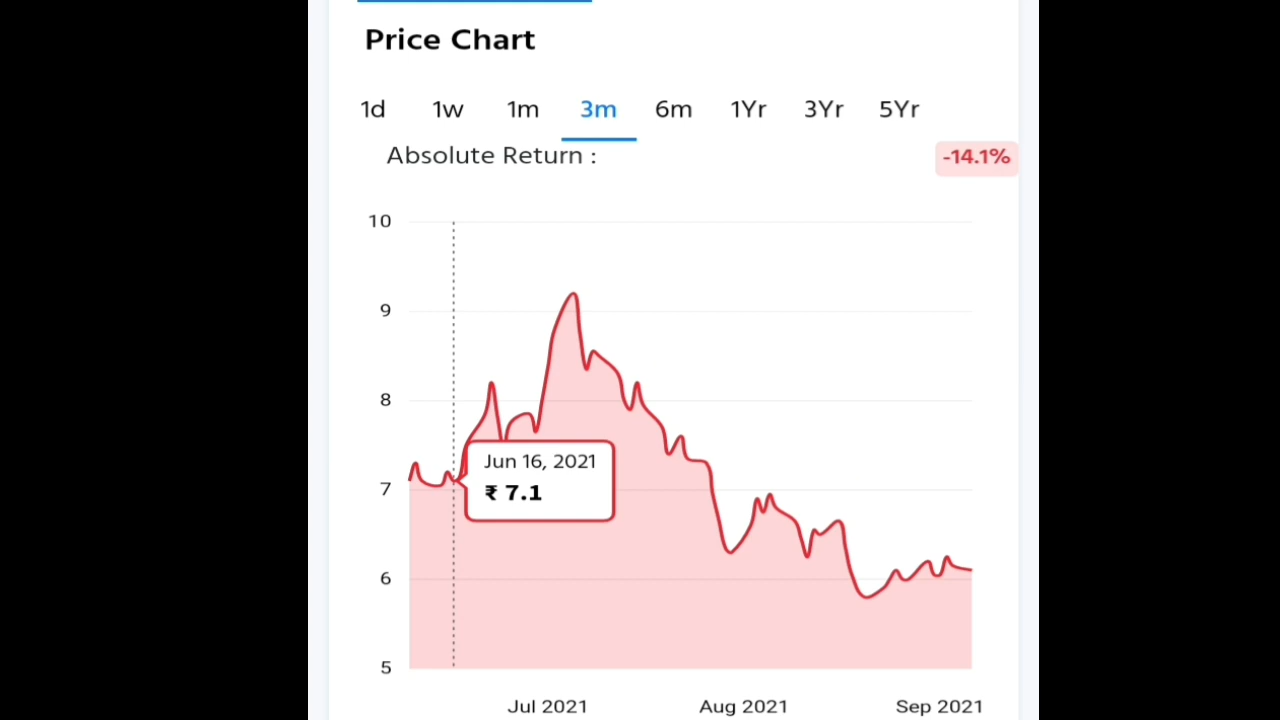 Price Chart
1d 1w 1m 3m 6m 1Yr 3Yr 5Yr
Absolute Return :
-14.1%
10
9
8
7
6
5
Jun 16, 2021
₹ 7.1
Jul 2021 Aug 2021 Sep 2021